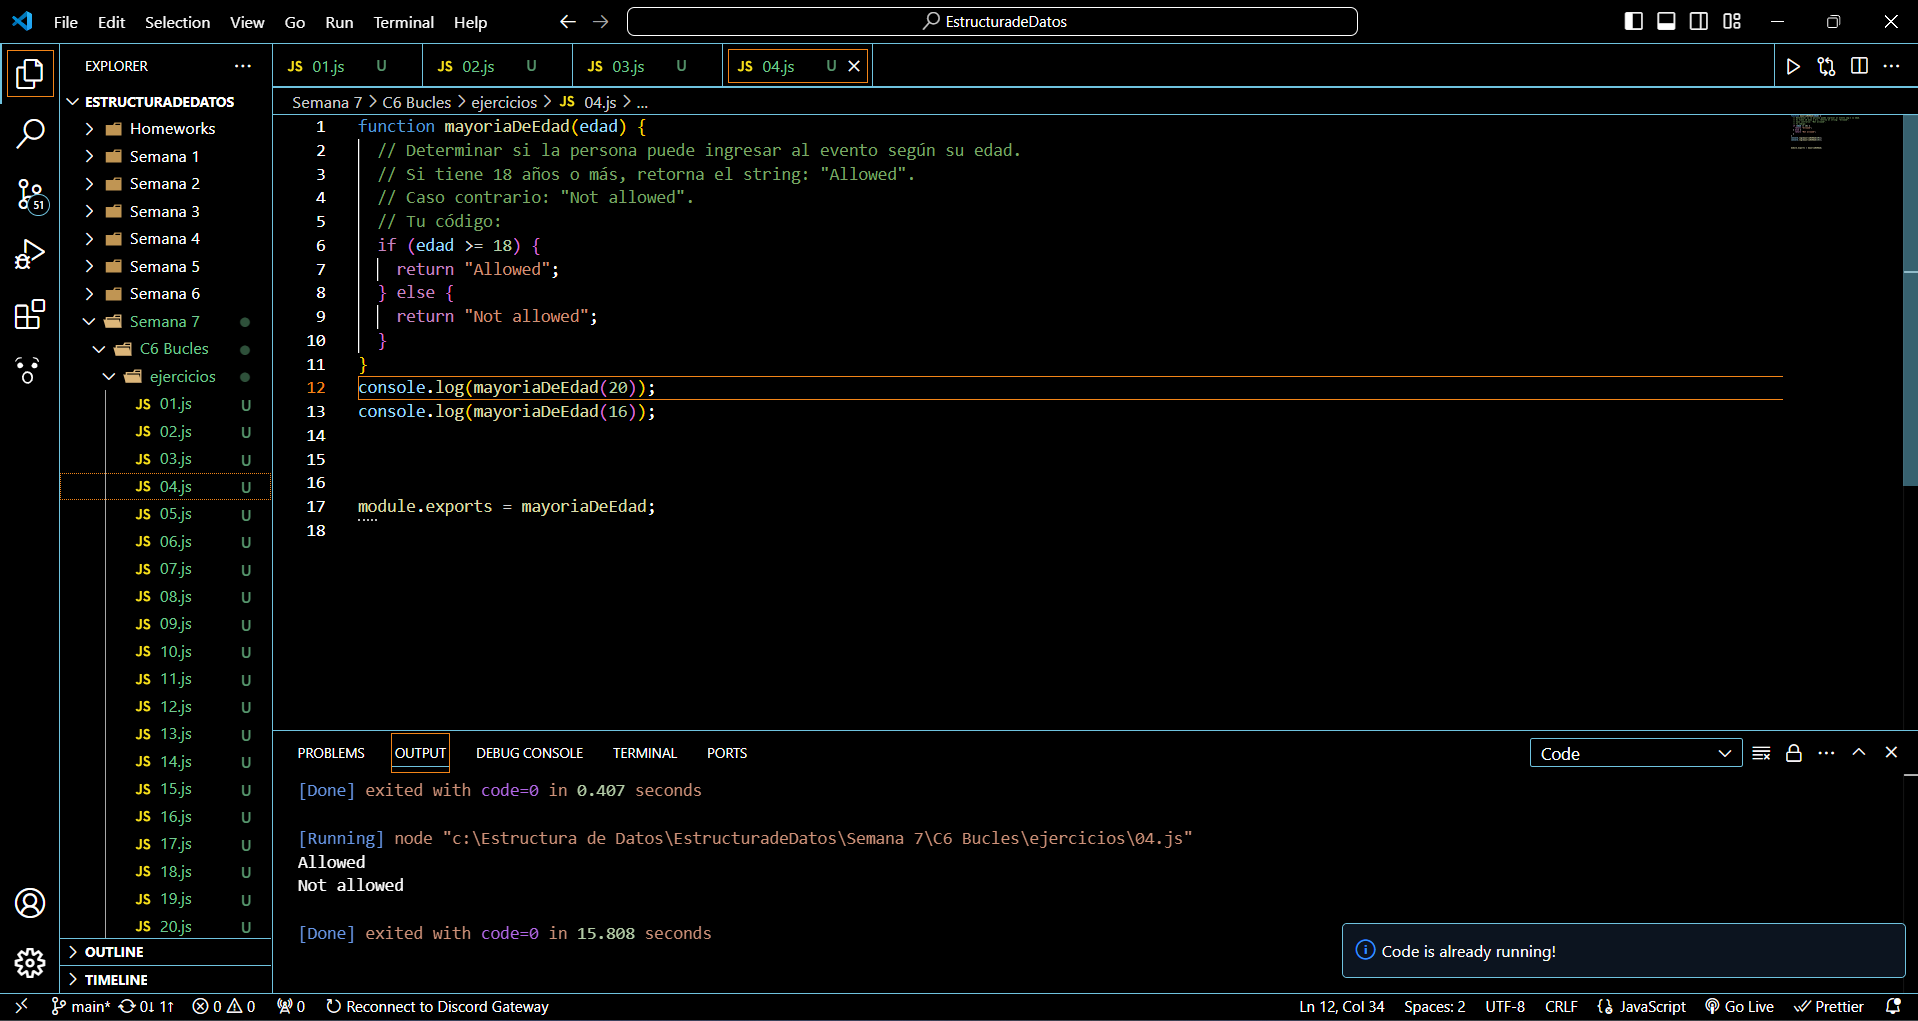 File Edit Selection View Go Run Terminal Help
EstructuradeDatos
EXPLORER
ESTRUCTURADEDATOS
Homeworks
Semana 1
Semana 2
Semana 3
Semana 4
Semana 5
Semana 6
Semana 7
C6 Bucles
ejercicios
JS 01.js U
JS 02.js U
JS 03.js U
JS 04.js U
JS 05.js U
JS 06.js U
JS 07.js U
JS 08.js U
JS 09.js U
JS 10.js U
JS 11.js U
JS 12.js U
JS 13.js U
JS 14.js U
JS 15.js U
JS 16.js U
JS 17.js U
JS 18.js U
JS 19.js U
JS 20.js U
OUTLINE
TIMELINE
51
JS 01.js U JS 02.js U JS 03.js U JS 04.js U
Semana 7 > C6 Bucles > ejercicios > JS 04.js > ...
1 function mayoriaDeEdad(edad) {
2 // Determinar si la persona puede ingresar al evento según su edad.
3 // Si tiene 18 años o más, retorna el string: "Allowed".
4 // Caso contrario: "Not allowed".
5 // Tu código:
6 if (edad >= 18) {
7 return "Allowed";
8 } else {
9 return "Not allowed";
10 }
11 }
12 console.log(mayoriaDeEdad(20));
13 console.log(mayoriaDeEdad(16));
14
15
16
17 module.exports = mayoriaDeEdad;
18
PROBLEMS OUTPUT DEBUG CONSOLE TERMINAL PORTS
Code
[Done] exited with code=0 in 0.407 seconds
[Running] node "c:\Estructura de Datos\EstructuradeDatos\Semana 7\C6 Bucles\ejercicios\04.js"
Allowed
Not allowed
[Done] exited with code=0 in 15.808 seconds
Code is already running!
main* 0↓ 1↑ 0 0 0 Reconnect to Discord Gateway
Ln 12, Col 34 Spaces: 2 UTF-8 CRLF {} JavaScript Go Live Prettier